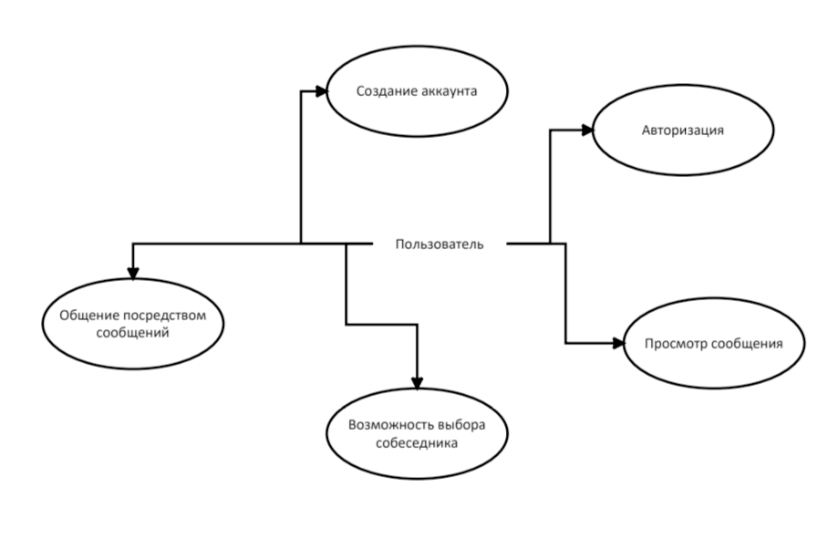 Создание аккаунта
Авторизация
Пользователь
Общение посредством
сообщений
Просмотр сообщения
Возможность выбора
собеседника